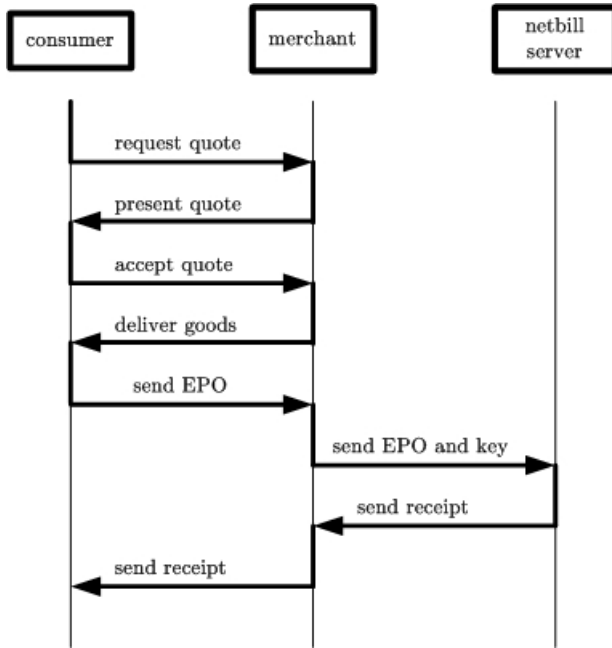 consumer
merchant
netbill
server
request quote
present quote
accept quote
deliver goods
send EPO
send EPO and key
send receipt
send receipt